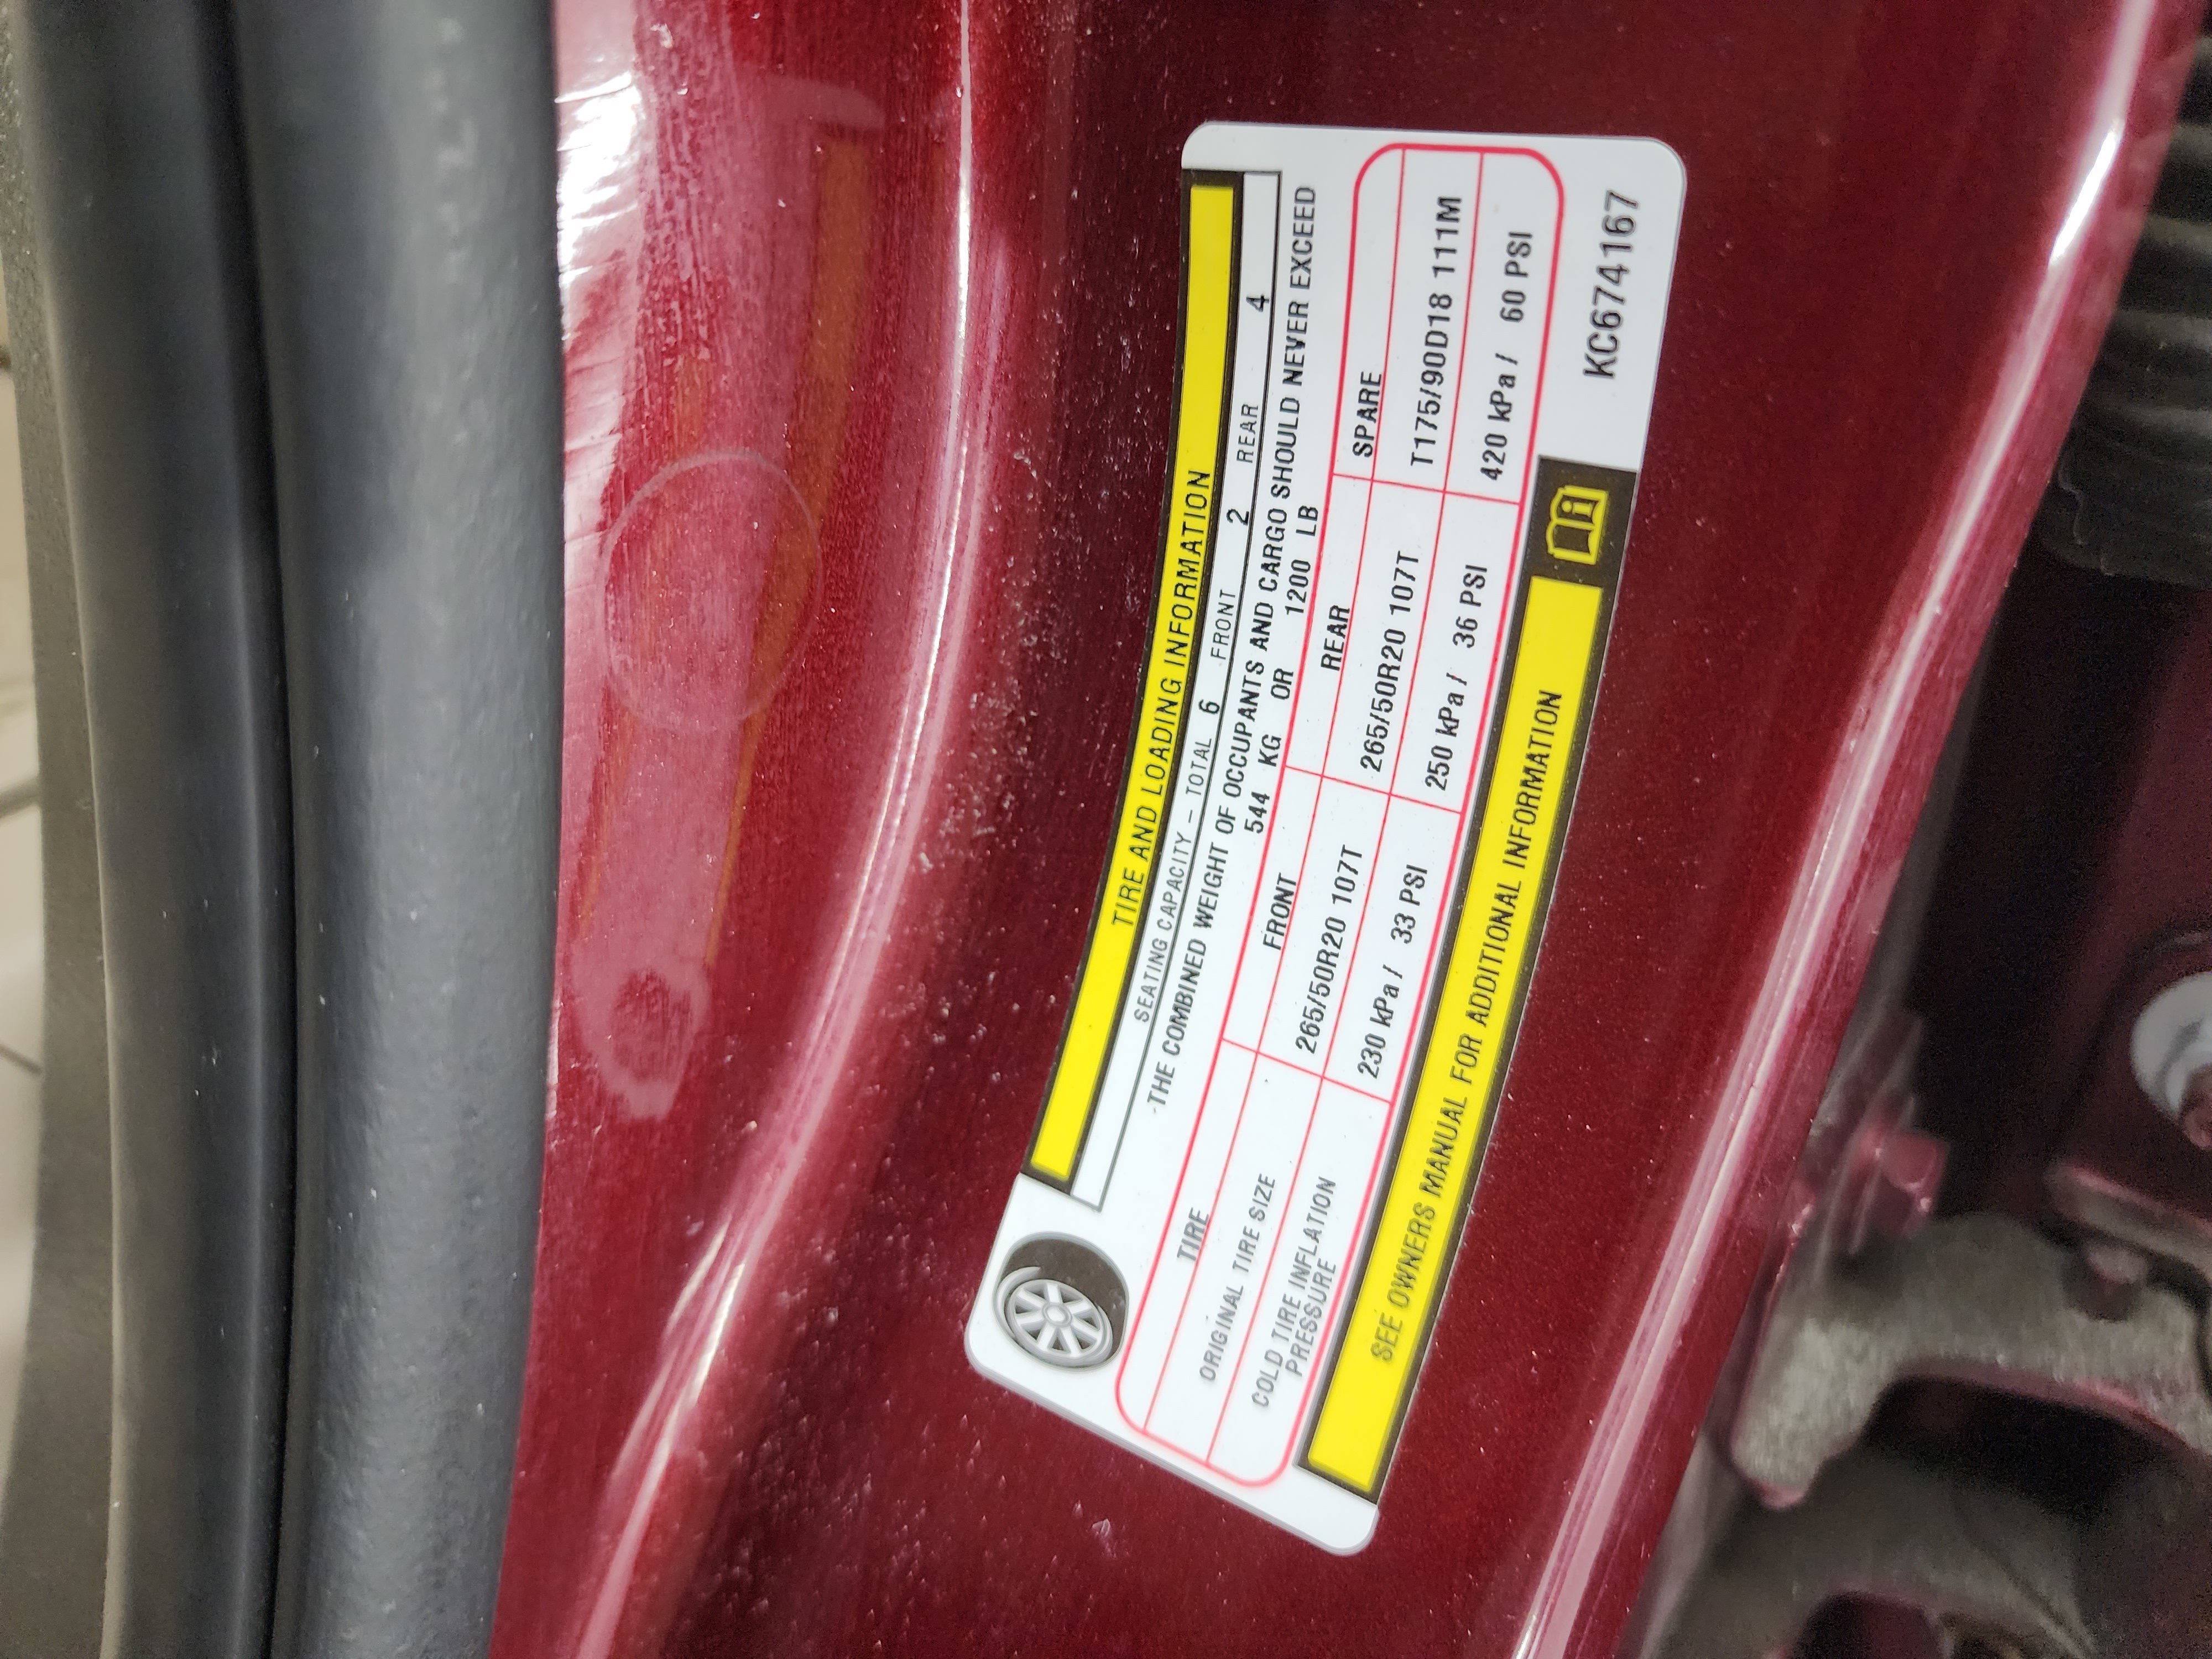 TIRE AND LOADING INFORMATION
SEATING CAPACITY – TOTAL 6 FRONT 2 REAR 4
THE COMBINED WEIGHT OF OCCUPANTS AND CARGO SHOULD NEVER EXCEED
544 KG OR 1200 LB
TIRE FRONT REAR SPARE
ORIGINAL TIRE SIZE 265/50R20 107T 265/50R20 107T T175/90D18 111M
COLD TIRE INFLATION PRESSURE 230 kPa / 33 PSI 250 kPa / 36 PSI 420 kPa / 60 PSI
SEE OWNERS MANUAL FOR ADDITIONAL INFORMATION
KC674167